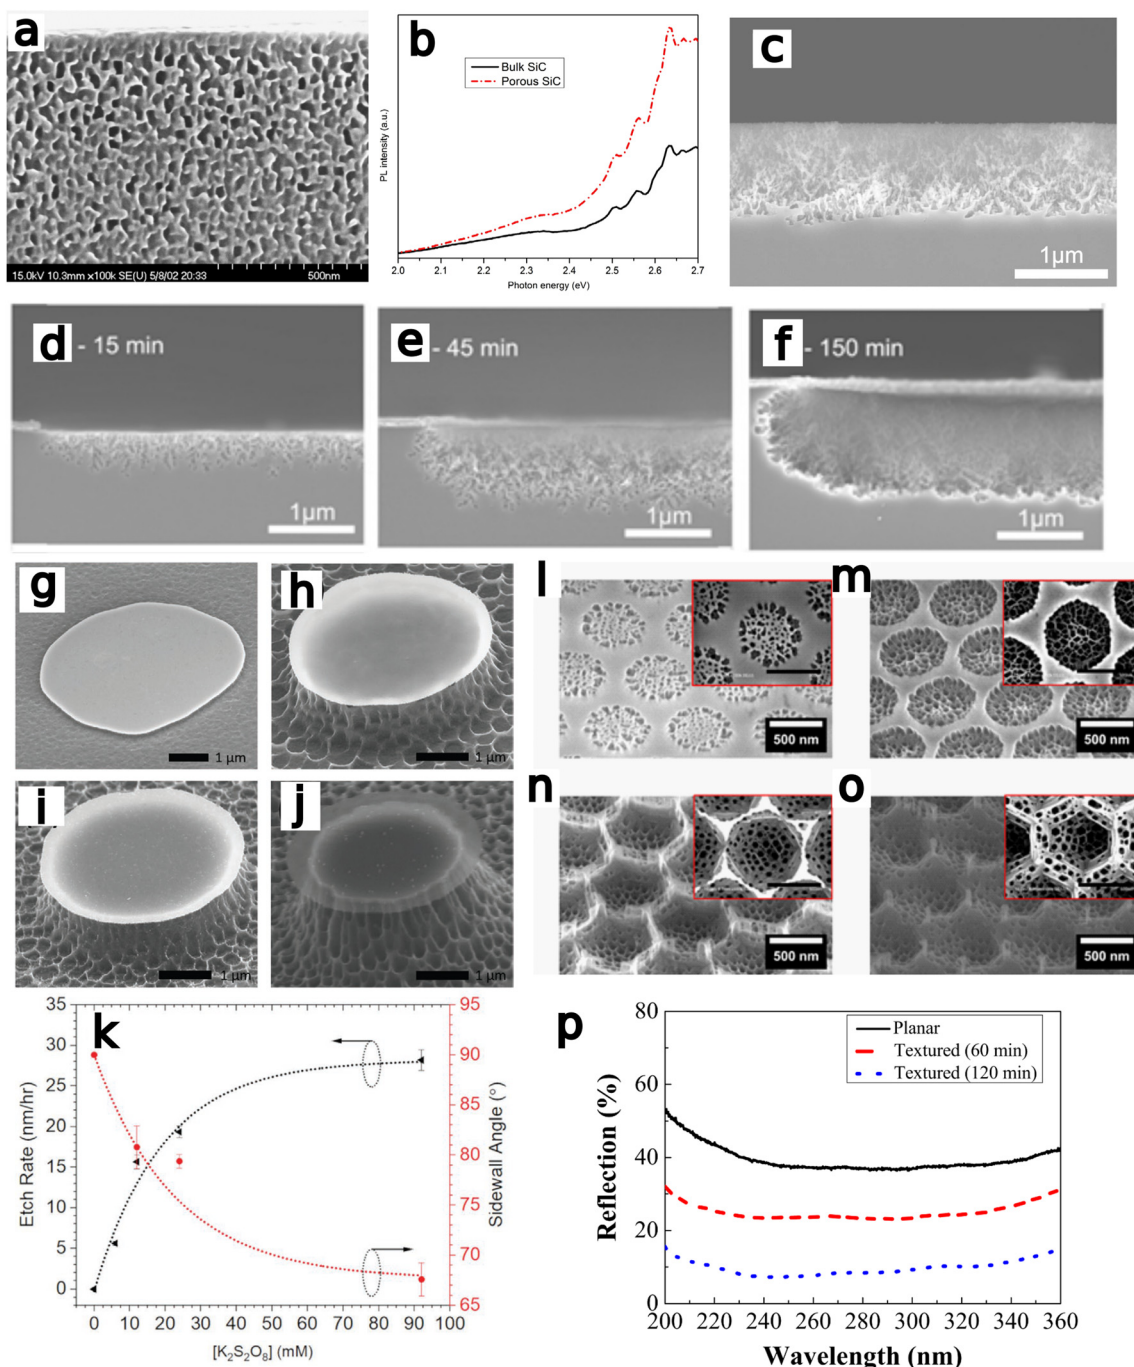 a
15.0kV 10.3mm x100k SE(U) 5/8/02 20:33 500nm
b
Bulk SiC
Porous SiC
PL intensity (a.u.)
2.0 2.1 2.2 2.3 2.4 2.5 2.6 2.7
Photon energy (eV)
c
1µm
d - 15 min
1µm
e - 45 min
1µm
f - 150 min
1µm
g
1 µm
h
1 µm
i
1 µm
j
1 µm
l
500 nm
m
500 nm
n
500 nm
o
500 nm
k
35
30
25
20
15
10
5
0
Etch Rate (nm/hr)
95
90
85
80
75
70
65
Sidewall Angle (°)
0 10 20 30 40 50 60 70 80 90 100
[K₂S₂O₈] (mM)
p
Planar
Textured (60 min)
Textured (120 min)
80
60
40
20
0
Reflection (%)
200 220 240 260 280 300 320 340 360
Wavelength (nm)